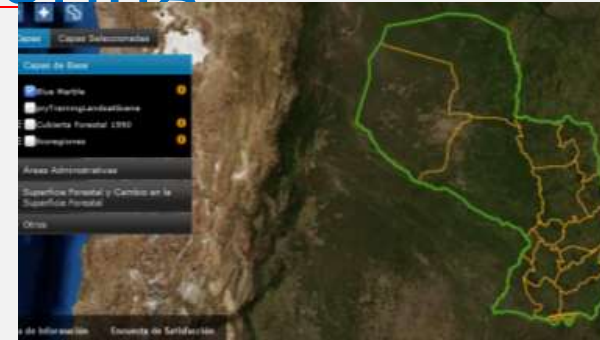 Capas Capas Seleccionadas
Capas de Base
Blue Marble
Cubierta Forestal 1990
Ecoregiones
Áreas Administrativas
Superficie Forestal y Cambio en la
Superficie Forestal
Otros
de Información Encuesta de Satisfacción